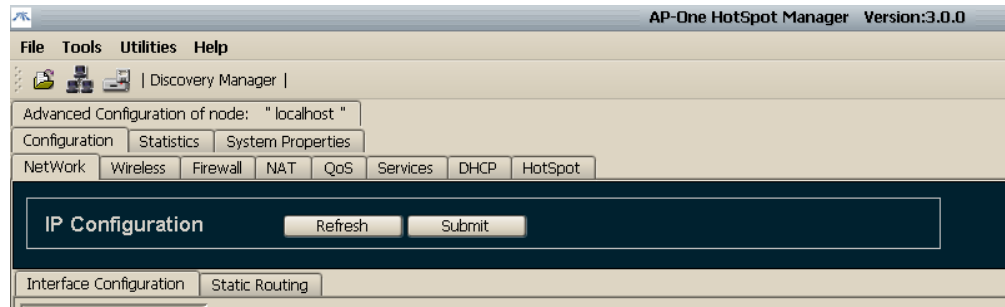 AP-One HotSpot Manager Version:3.0.0
File Tools Utilities Help
| Discovery Manager |
Advanced Configuration of node: " localhost "
Configuration Statistics System Properties
NetWork Wireless Firewall NAT QoS Services DHCP HotSpot
IP Configuration Refresh Submit
Interface Configuration Static Routing